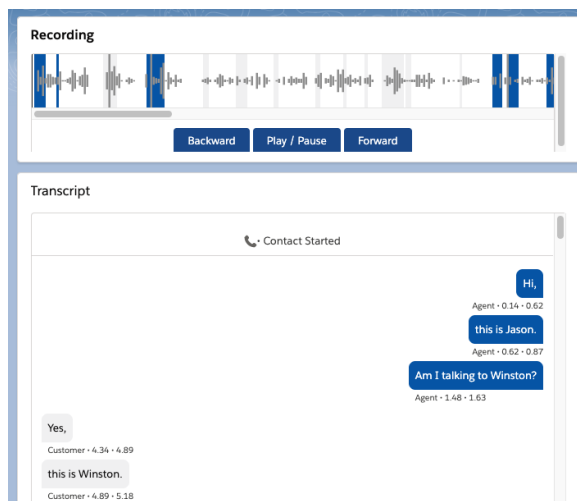 Recording
Backward
Play / Pause
Forward
Transcript
📞• Contact Started
Hi,
Agent • 0.14 • 0.62
this is Jason.
Agent • 0.62 • 0.87
Am I talking to Winston?
Agent • 1.48 • 1.63
Yes,
Customer • 4.34 • 4.89
this is Winston.
Customer • 4.89 • 5.18